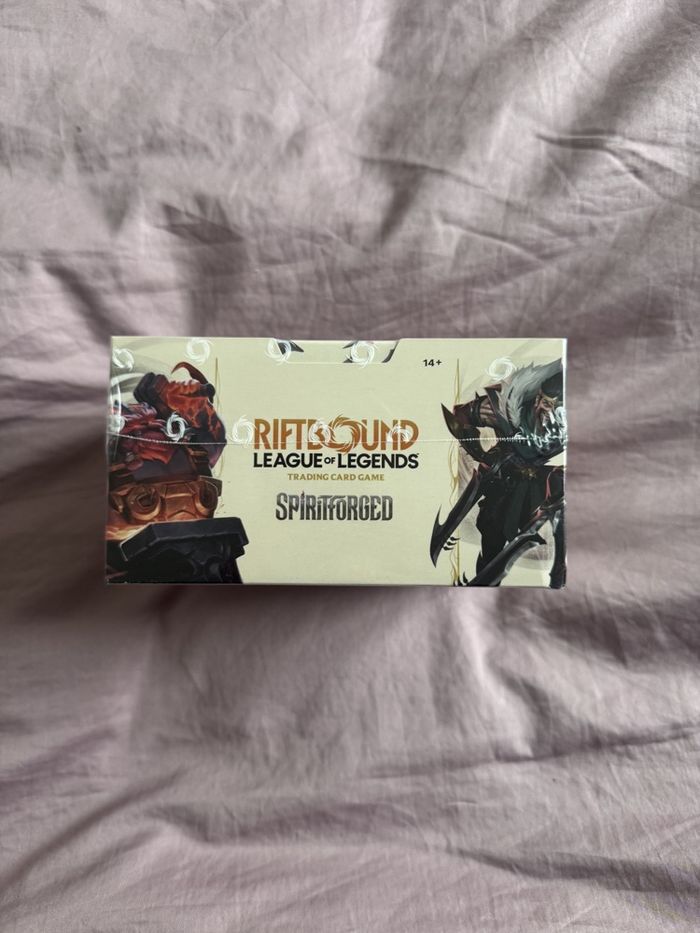 14+
RIFTBOUND
LEAGUE OF LEGENDS
TRADING CARD GAME
SPIRITFORGED